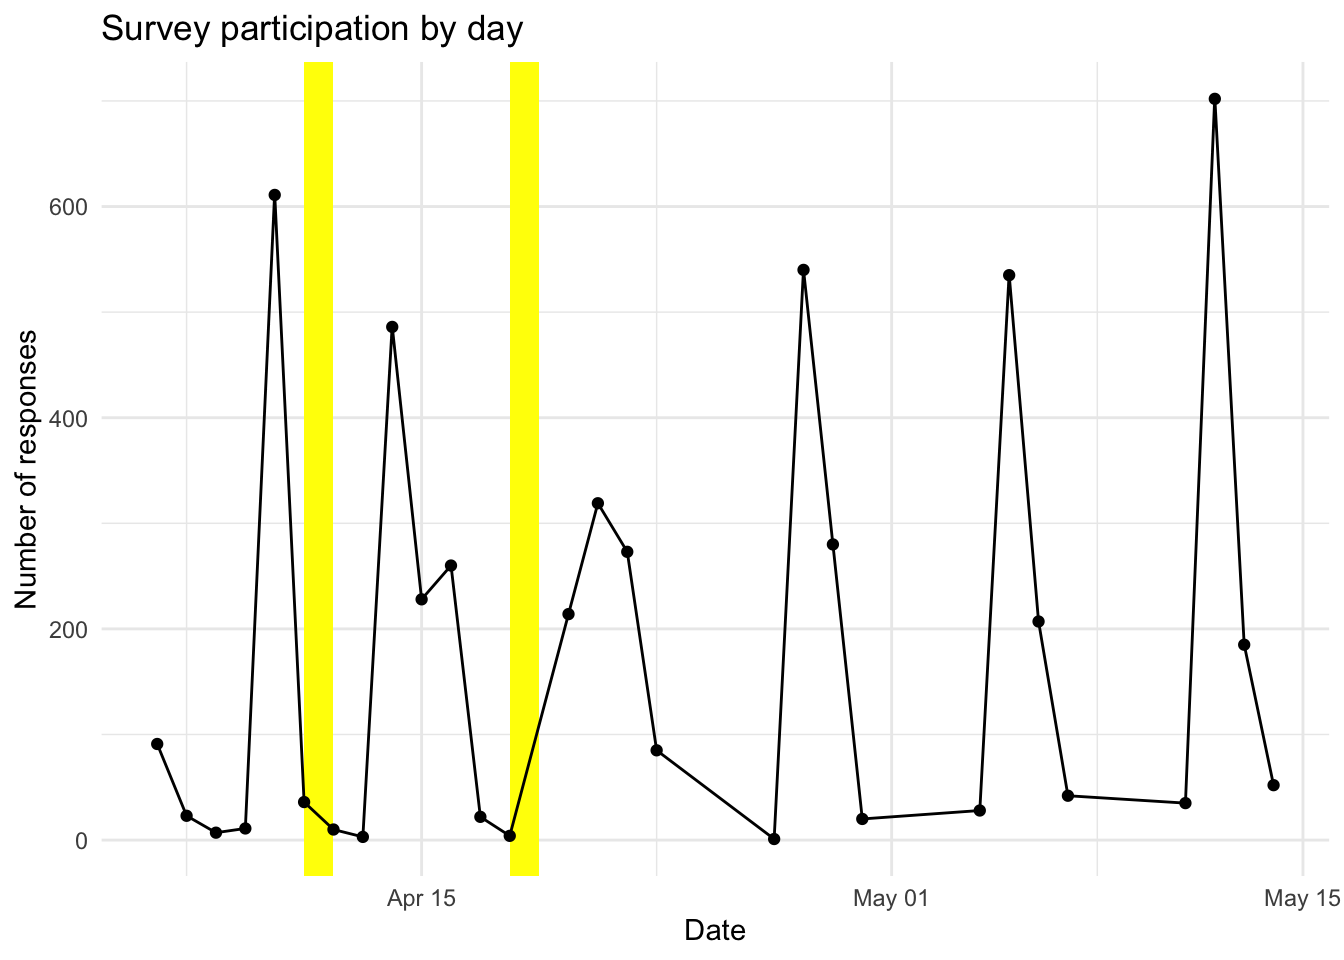 Survey participation by day
Number of responses
600
400
200
0
Apr 15
May 01
May 15
Date